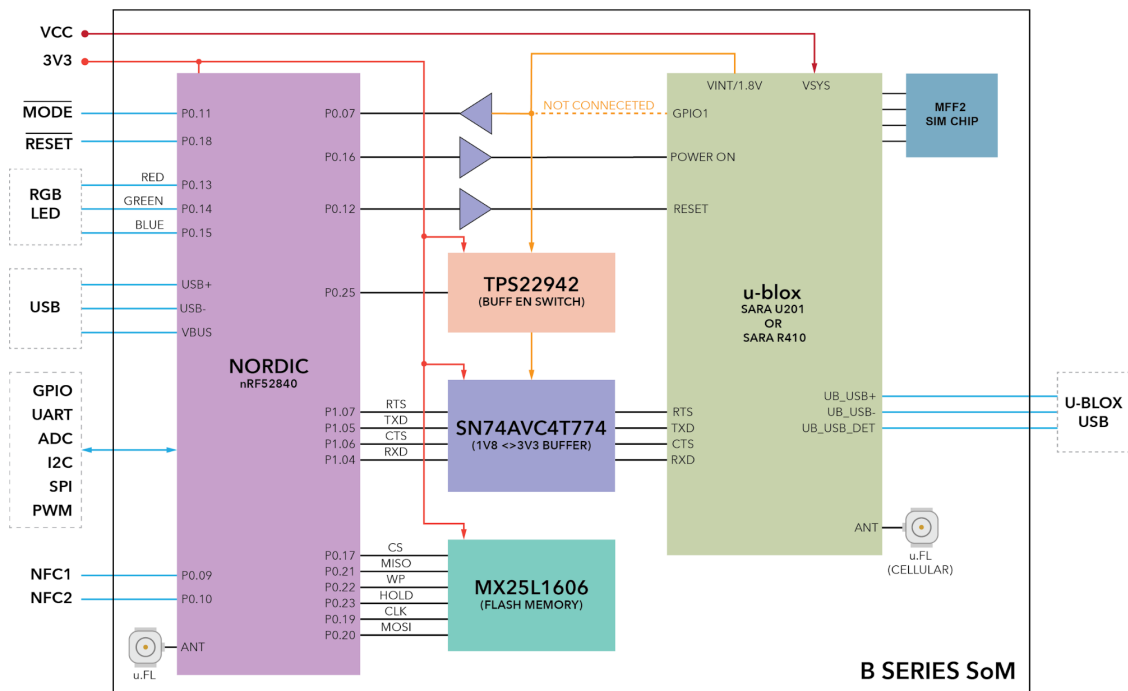 VCC
3V3
MODE
RESET
RGB
LED
RED
GREEN
BLUE
USB
GPIO
UART
ADC
I2C
SPI
PWM
NFC1
NFC2
u.FL
P0.11
P0.18
P0.13
P0.14
P0.15
USB+
USB-
VBUS
P0.09
P0.10
ANT
NORDIC
nRF52840
P0.07
P0.16
P0.12
P0.25
P1.07
P1.05
P1.06
P1.04
P0.17
P0.21
P0.22
P0.23
P0.19
P0.20
RTS
TXD
CTS
RXD
CS
MISO
WP
HOLD
CLK
MOSI
NOT CONNECETED
TPS22942
(BUFF EN SWITCH)
SN74AVC4T774
(1V8 <>3V3 BUFFER)
MX25L1606
(FLASH MEMORY)
VINT/1.8V
VSYS
GPIO1
POWER ON
RESET
u-blox
SARA U201
OR
SARA R410
RTS
TXD
CTS
RXD
UB_USB+
UB_USB-
UB_USB_DET
ANT
MFF2
SIM CHIP
U-BLOX
USB
u.FL
(CELLULAR)
B SERIES SoM